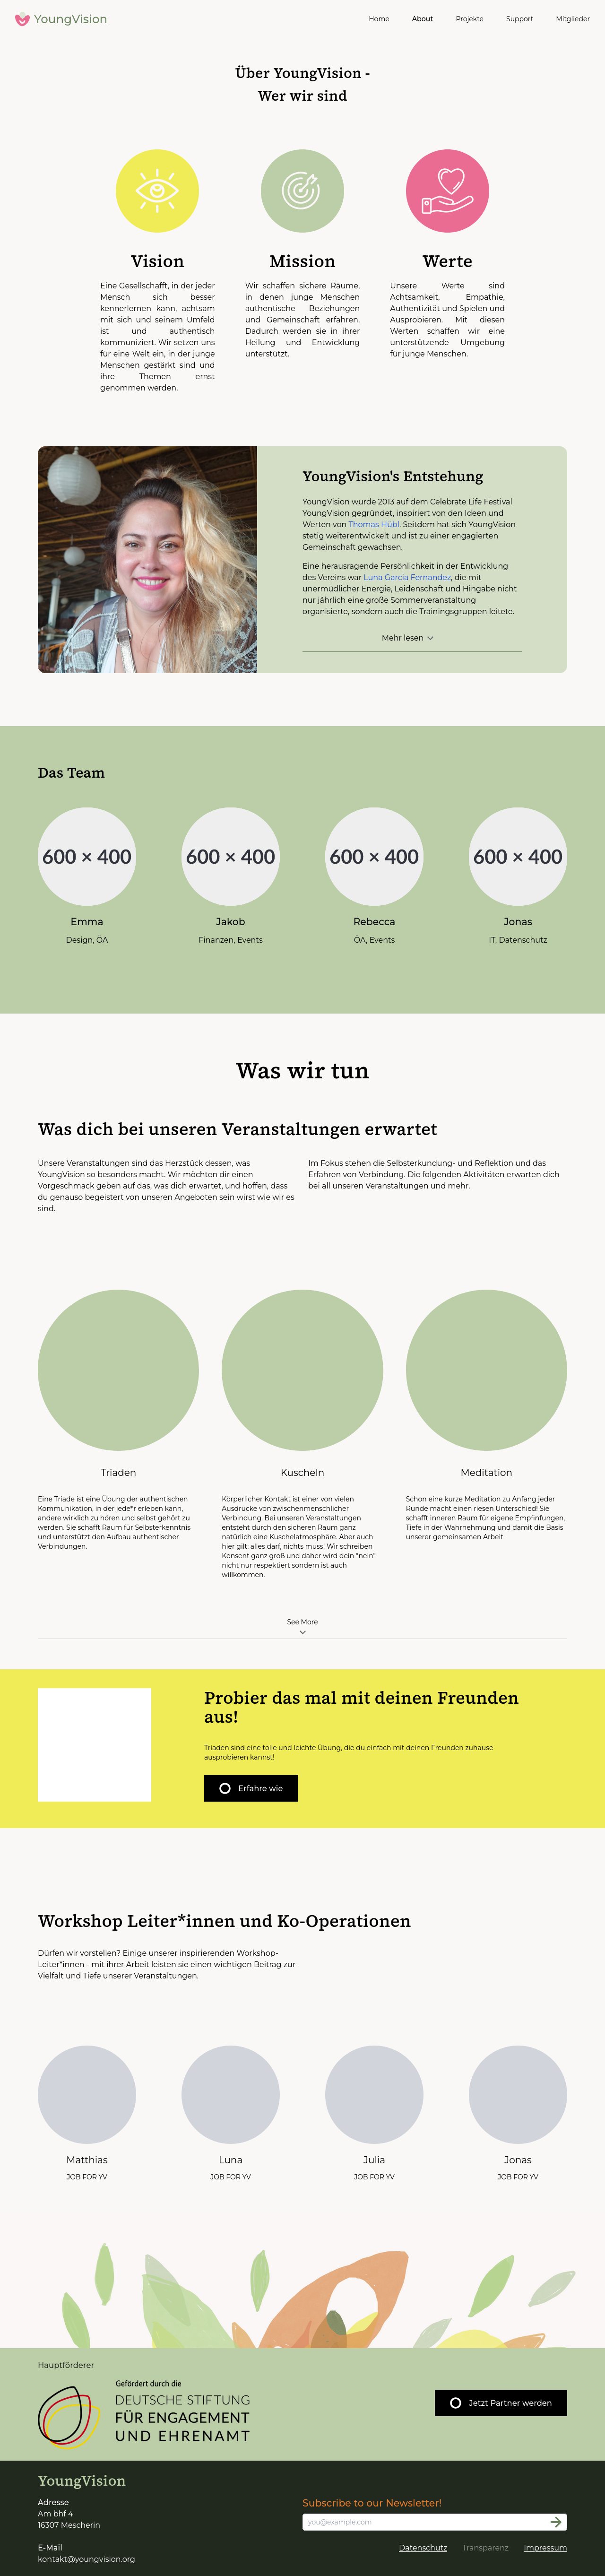 YoungVision
Home About Projekte Support Mitglieder
Über YoungVision -
Wer wir sind
Vision
Eine Gesellschafft, in der jeder
Mensch sich besser
kennerlernen kann, achtsam
mit sich und seinem Umfeld
ist und authentisch
kommuniziert. Wir setzen uns
für eine Welt ein, in der junge
Menschen gestärkt sind und
ihre Themen ernst
genommen werden.
Mission
Wir schaffen sichere Räume,
in denen junge Menschen
authentische Beziehungen
und Gemeinschaft erfahren.
Dadurch werden sie in ihrer
Heilung und Entwicklung
unterstützt.
Werte
Unsere Werte sind
Achtsamkeit, Empathie,
Authentizität und Spielen und
Ausprobieren. Mit diesen
Werten schaffen wir eine
unterstützende Umgebung
für junge Menschen.
YoungVision's Entstehung
YoungVision wurde 2013 auf dem Celebrate Life Festival
YoungVision gegründet, inspiriert von den Ideen und
Werten von Thomas Hübl. Seitdem hat sich YoungVision
stetig weiterentwickelt und ist zu einer engagierten
Gemeinschaft gewachsen.
Eine herausragende Persönlichkeit in der Entwicklung
des Vereins war Luna Garcia Fernandez, die mit
unermüdlicher Energie, Leidenschaft und Hingabe nicht
nur jährlich eine große Sommerveranstaltung
organisierte, sondern auch die Trainingsgruppen leitete.
Mehr lesen
Das Team
600 × 400 600 × 400 600 × 400 600 × 400
Emma Jakob Rebecca Jonas
Design, ÖA Finanzen, Events ÖA, Events IT, Datenschutz
Was wir tun
Was dich bei unseren Veranstaltungen erwartet
Unsere Veranstaltungen sind das Herzstück dessen, was
YoungVision so besonders macht. Wir möchten dir einen
Vorgeschmack geben auf das, was dich erwartet, und hoffen, dass
du genauso begeistert von unseren Angeboten sein wirst wie wir es
sind.
Im Fokus stehen die Selbsterkundung- und Reflektion und das
Erfahren von Verbindung. Die folgenden Aktivitäten erwarten dich
bei all unseren Veranstaltungen und mehr.
Triaden
Eine Triade ist eine Übung der authentischen
Kommunikation, in der jede*r erleben kann,
andere wirklich zu hören und selbst gehört zu
werden. Sie schafft Raum für Selbsterkenntnis
und unterstützt den Aufbau authentischer
Verbindungen.
Kuscheln
Körperlicher Kontakt ist einer von vielen
Ausdrücke von zwischenmenschlicher
Verbindung. Bei unseren Veranstaltungen
entsteht durch den sicheren Raum ganz
natürlich eine Kuschelatmosphäre. Aber auch
hier gilt: alles darf, nichts muss! Wir schreiben
Konsent ganz groß und daher wird dein "nein"
nicht nur respektiert sondern ist auch
willkommen.
Meditation
Schon eine kurze Meditation zu Anfang jeder
Runde macht einen riesen Unterschied! Sie
schafft inneren Raum für eigene Empfinfungen,
Tiefe in der Wahrnehmung und damit die Basis
unserer gemeinsamen Arbeit
See More
Probier das mal mit deinen Freunden
aus!
Triaden sind eine tolle und leichte Übung, die du einfach mit deinen Freunden zuhause
ausprobieren kannst!
Erfahre wie
Workshop Leiter*innen und Ko-Operationen
Dürfen wir vorstellen? Einige unserer inspirierenden Workshop-
Leiter*innen - mit ihrer Arbeit leisten sie einen wichtigen Beitrag zur
Vielfalt und Tiefe unserer Veranstaltungen.
Matthias Luna Julia Jonas
JOB FOR YV JOB FOR YV JOB FOR YV JOB FOR YV
Hauptförderer
Gefördert durch die
DEUTSCHE STIFTUNG
FÜR ENGAGEMENT
UND EHRENAMT
Jetzt Partner werden
YoungVision
Adresse
Am bhf 4
16307 Mescherin
E-Mail
kontakt@youngvision.org
Subscribe to our Newsletter!
you@example.com
Datenschutz Transparenz Impressum